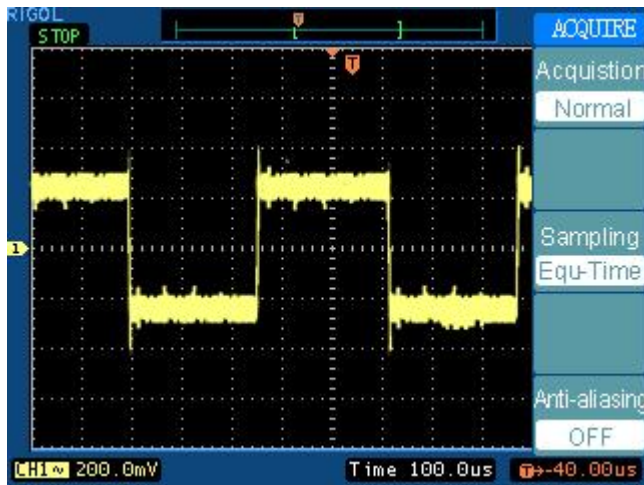 RIGOL
STOP
T
T
ACQUIRE
Acquistion
Normal
Sampling
Equ-Time
Anti-aliasing
OFF
1
CH1~ 200.0mV
Time 100.0us
T→-40.00us